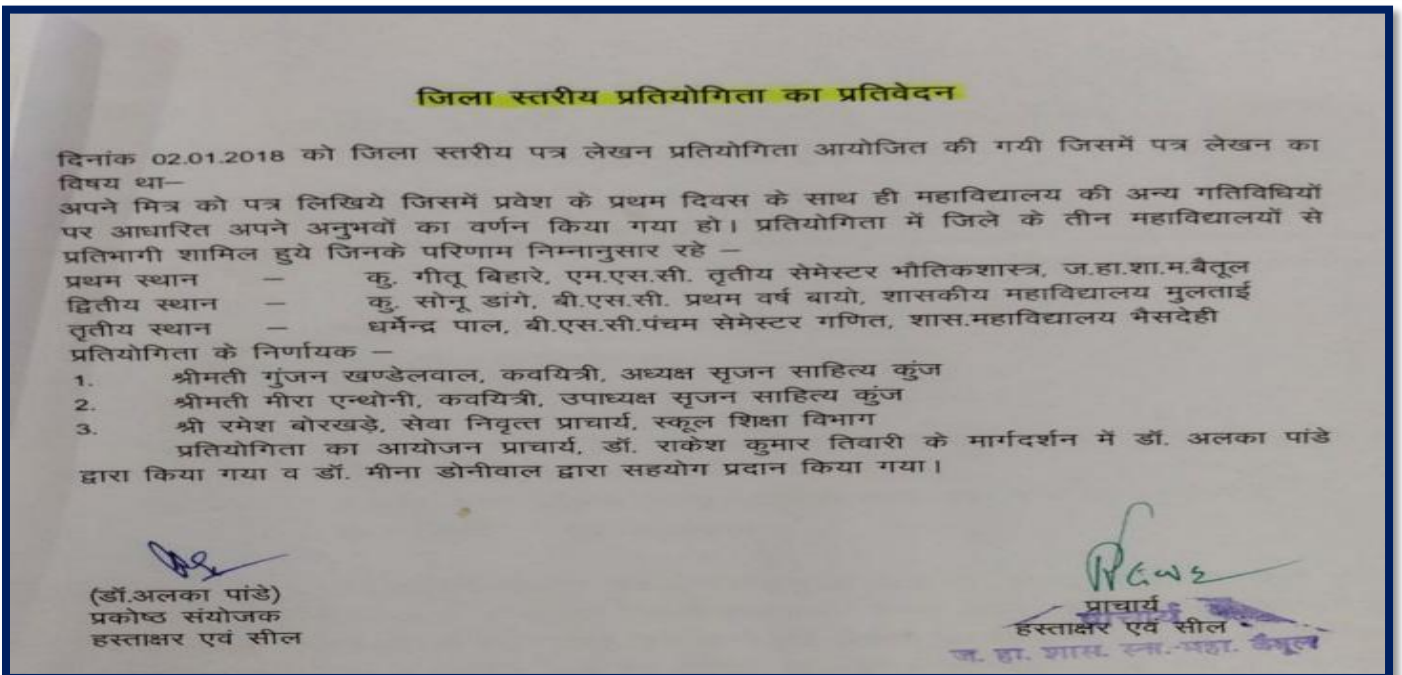 जिला स्तरीय प्रतियोगिता का प्रतिवेदन
दिनांक 02.01.2018 को जिला स्तरीय पत्र लेखन प्रतियोगिता आयोजित की गयी जिसमें पत्र लेखन का
विषय था—
अपने मित्र को पत्र लिखिये जिसमें प्रवेश के प्रथम दिवस के साथ ही महाविद्यालय की अन्य गतिविधियों
पर आधारित अपने अनुभवों का वर्णन किया गया हो। प्रतियोगिता में जिले के तीन महाविद्यालयों से
प्रतिभागी शामिल हुये जिनके परिणाम निम्नानुसार रहे —
प्रथम स्थान — कु. गीतू बिहारे, एम.एस.सी. तृतीय सेमेस्टर भौतिकशास्त्र, ज.हा.शा.म.बैतूल
द्वितीय स्थान — कु. सोनू डांगे, बी.एस.सी. प्रथम वर्ष बायो, शासकीय महाविद्यालय मुलताई
तृतीय स्थान — धर्मेन्द्र पाल, बी.एस.सी.पंचम सेमेस्टर गणित, शास.महाविद्यालय भैसदेही
प्रतियोगिता के निर्णायक —
1. श्रीमती गुंजन खण्डेलवाल, कवयित्री, अध्यक्ष सृजन साहित्य कुंज
2. श्रीमती मीरा एन्थोनी, कवयित्री, उपाध्यक्ष सृजन साहित्य कुंज
3. श्री रमेश बोरखड़े, सेवा निवृत्त प्राचार्य, स्कूल शिक्षा विभाग
प्रतियोगिता का आयोजन प्राचार्य, डॉ. राकेश कुमार तिवारी के मार्गदर्शन में डॉ. अलका पांडे
द्वारा किया गया व डॉ. मीना डोनीवाल द्वारा सहयोग प्रदान किया गया।
(डॉ.अलका पांडे)
प्रकोष्ठ संयोजक
हस्ताक्षर एवं सील
प्राचार्य
हस्ताक्षर एवं सील
ज. हा. शास. स्ना.-महा. बैतूल